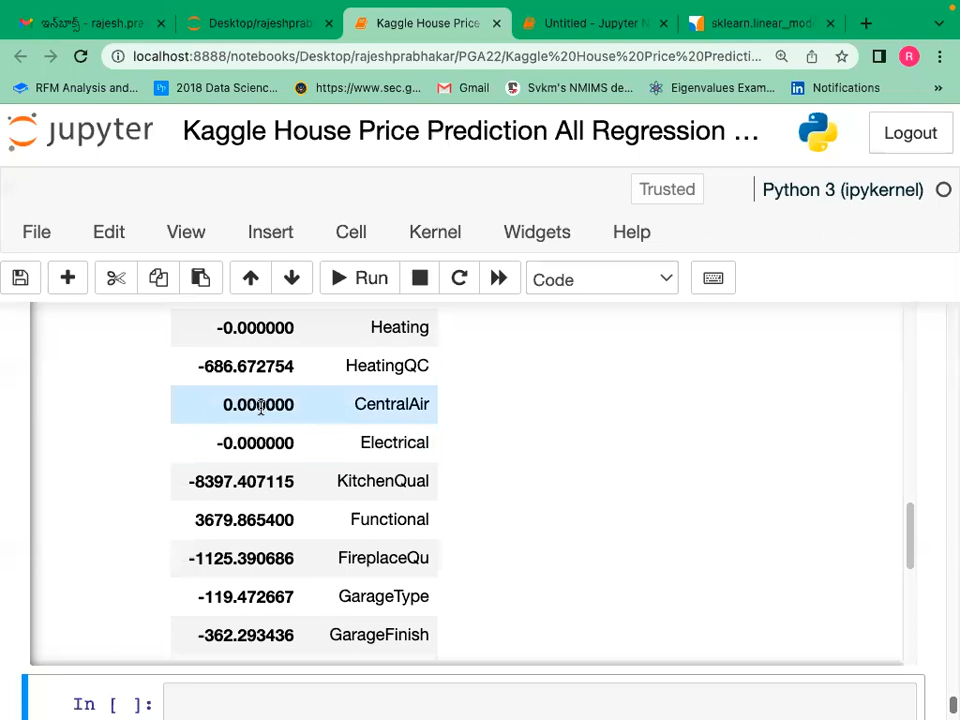 ఇన్‌బాక్స్ - rajesh.pra
Desktop/rajeshprab
Kaggle House Price
Untitled - Jupyter N
sklearn.linear_mod
localhost:8888/notebooks/Desktop/rajeshprabhakar/PGA22/Kaggle%20House%20Price%20Predicti...
R
RFM Analysis and...
2018 Data Scienc...
https://www.sec.g...
Gmail
Svkm's NMIMS de...
Eigenvalues Exam...
Notifications
»
jupyter
Kaggle House Price Prediction All Regression ...
Logout
Trusted
Python 3 (ipykernel)
File Edit View Insert Cell Kernel Widgets Help
Run
Code
-0.000000 Heating
-686.672754 HeatingQC
0.000000 CentralAir
-0.000000 Electrical
-8397.407115 KitchenQual
3679.865400 Functional
-1125.390686 FireplaceQu
-119.472667 GarageType
-362.293436 GarageFinish
In [ ]: